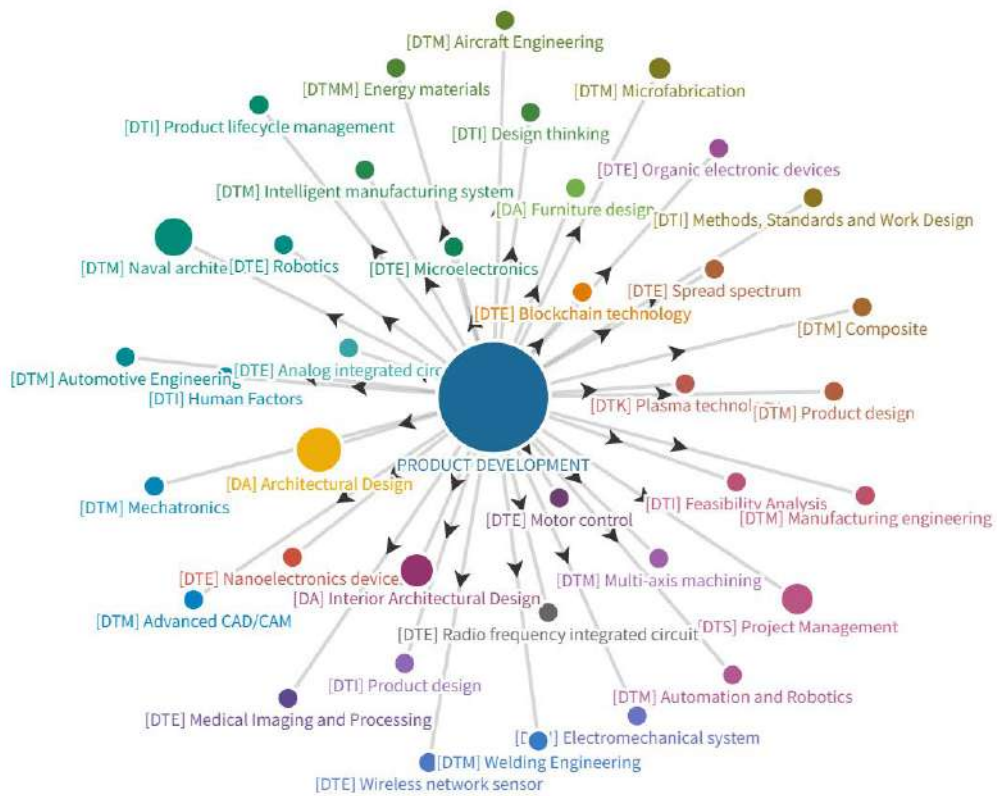 [DTM] Aircraft Engineering
[DTMM] Energy materials
[DTM] Microfabrication
[DTI] Product lifecycle management
[DTI] Design thinking
[DTE] Organic electronic devices
[DTM] Intelligent manufacturing system
[DA] Furniture design
[DTI] Methods, Standards and Work Design
[DTM] Naval archite
[DTE] Robotics
[DTE] Microelectronics
[DTE] Spread spectrum
[DTE] Blockchain technology
[DTM] Composite
[DTM] Automotive Engineering
[DTE] Analog integrated circ
[DTI] Human Factors
[DTK] Plasma technology
[DTM] Product design
PRODUCT DEVELOPMENT
[DA] Architectural Design
[DTM] Mechatronics
[DTI] Feasibility Analysis
[DTE] Motor control
[DTM] Manufacturing engineering
[DTE] Nanoelectronics device
[DTM] Multi-axis machining
[DA] Interior Architectural Design
[DTM] Advanced CAD/CAM
[DTE] Radio frequency integrated circuit
[DTS] Project Management
[DTI] Product design
[DTM] Automation and Robotics
[DTE] Medical Imaging and Processing
Electromechanical system
[DTM] Welding Engineering
[DTE] Wireless network sensor